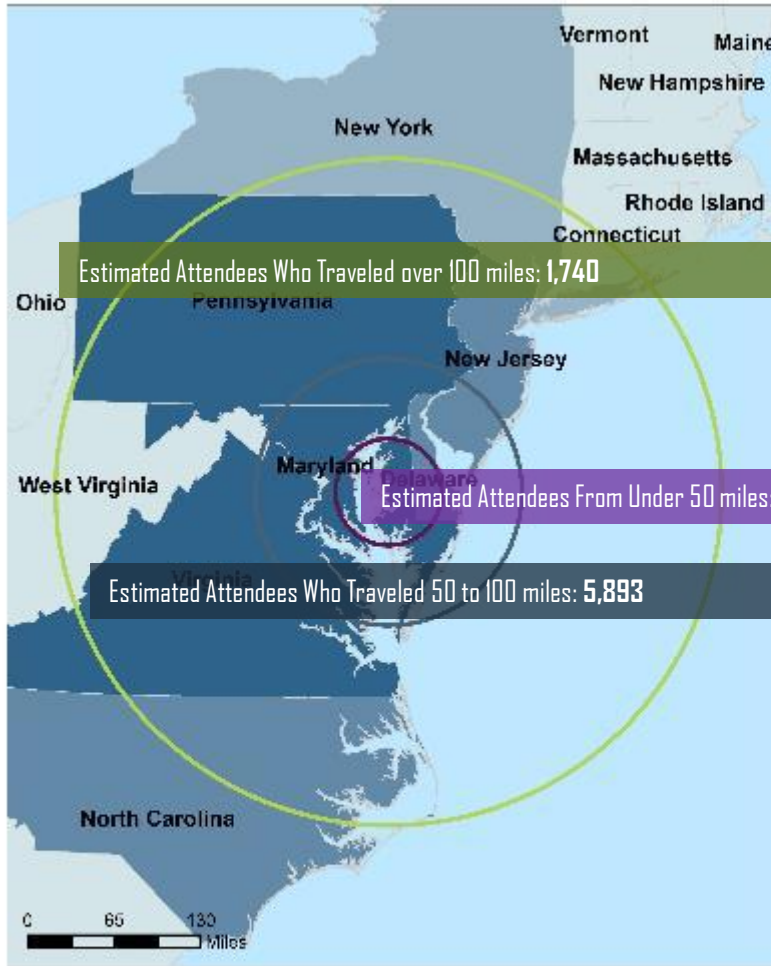 Vermont
Maine
New Hampshire
New York
Massachusetts
Rhode Island
Connecticut
Estimated Attendees Who Traveled over 100 miles: 1,740
Pennsylvania
Ohio
New Jersey
Maryland
Delaware
West Virginia
Estimated Attendees From Under 50 miles
Virginia
Estimated Attendees Who Traveled 50 to 100 miles: 5,893
North Carolina
0 65 130
Miles